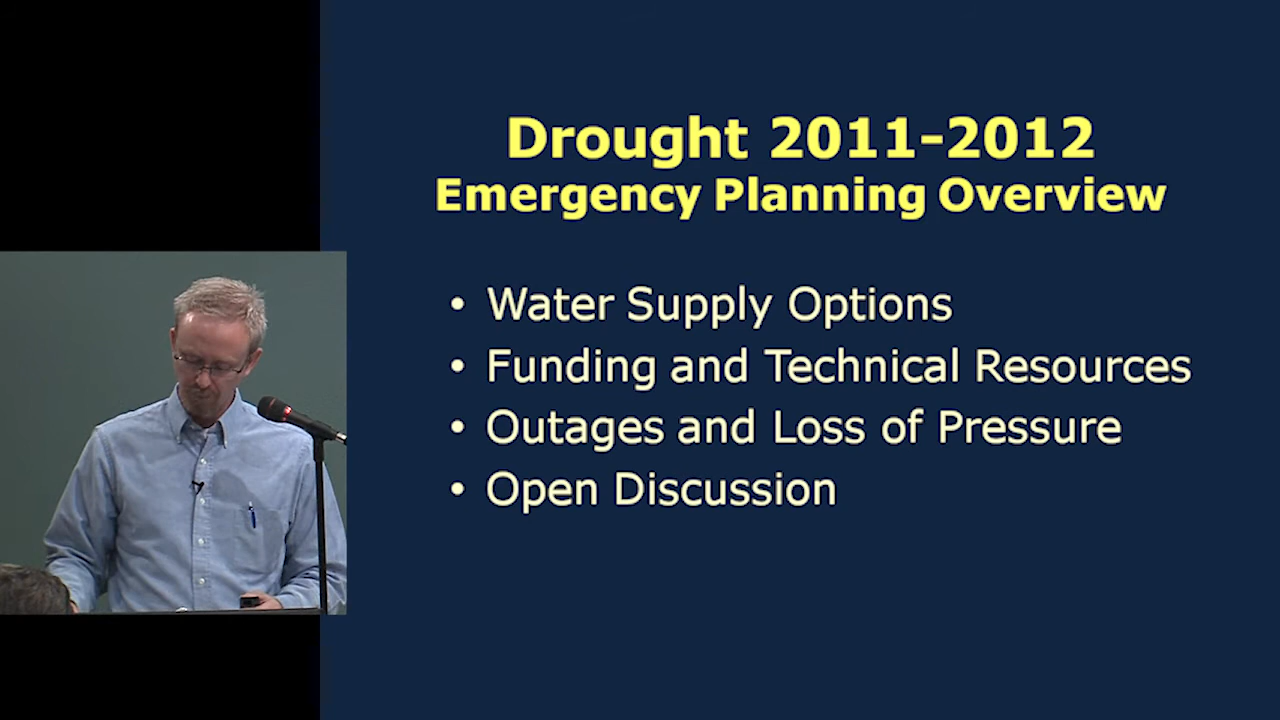 Drought 2011-2012
Emergency Planning Overview
• Water Supply Options
• Funding and Technical Resources
• Outages and Loss of Pressure
• Open Discussion